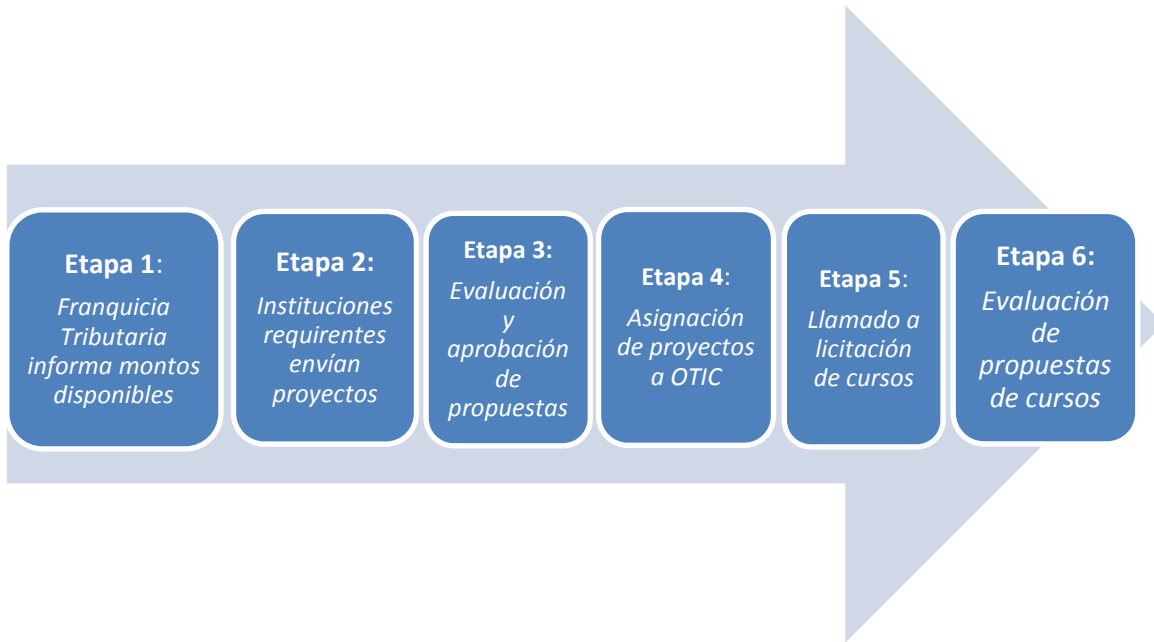 Etapa 1:
Franquicia
Tributaria
informa montos
disponibles
Etapa 2:
Instituciones
requirentes
envían
proyectos
Etapa 3:
Evaluación
y
aprobación
de
propuestas
Etapa 4:
Asignación
de proyectos
a OTIC
Etapa 5:
Llamado a
licitación
de cursos
Etapa 6:
Evaluación
de
propuestas
de cursos